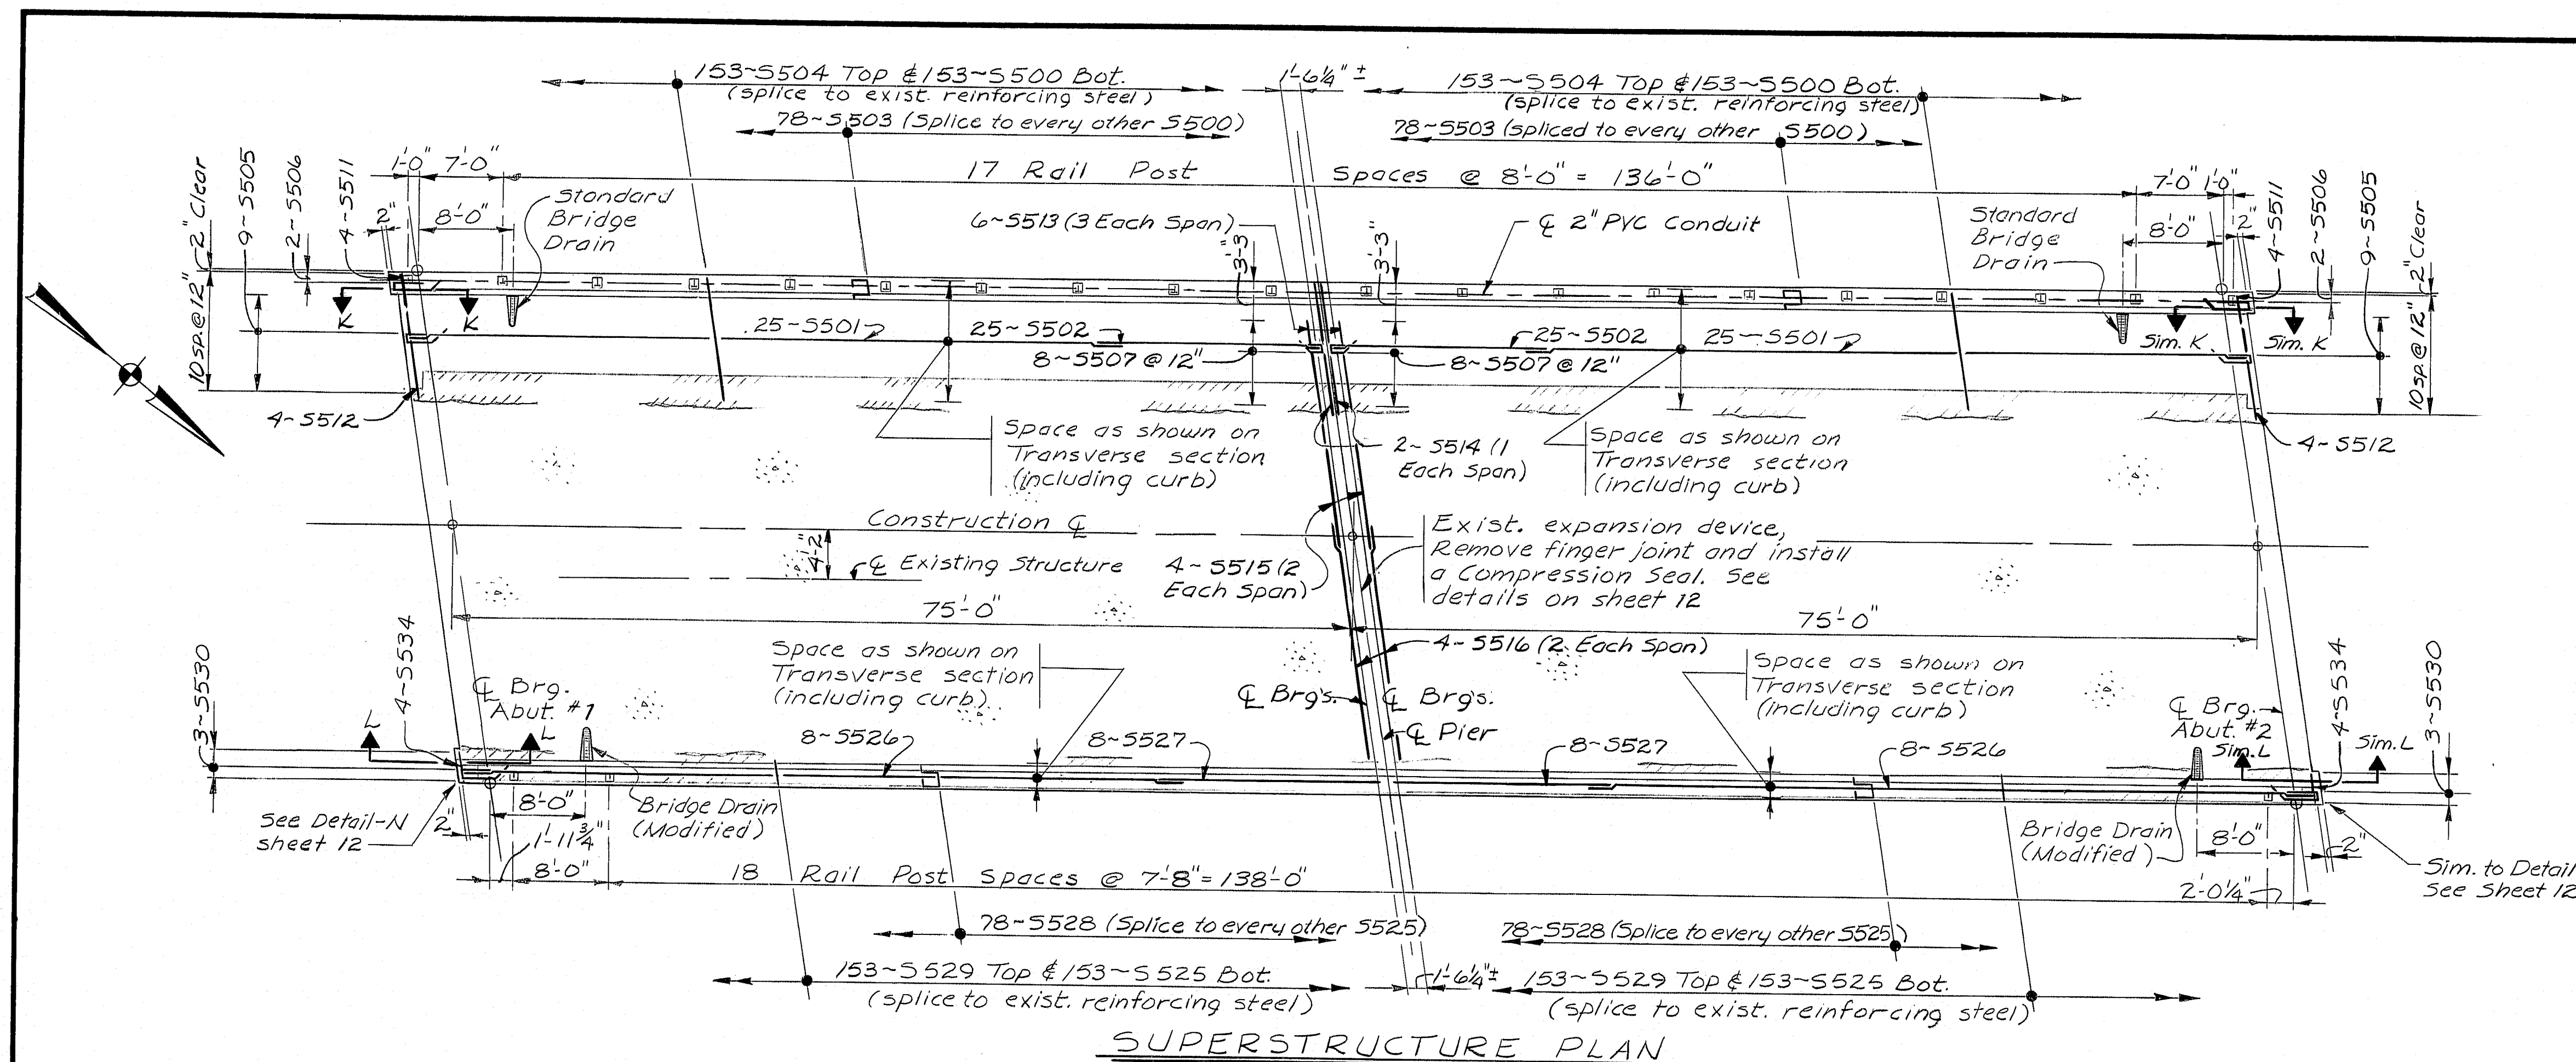 153~S504 Top & 153~S500 Bot.
(splice to exist. reinforcing steel)
1'-6 1/4" ±
153~S504 Top & 153~S500 Bot.
(splice to exist. reinforcing steel)
78~S503 (Splice to every other S500)
78~S503 (spliced to every other S500)
17 Rail Post Spaces @ 8'-0" = 136'-0"
2" Clear
10 sp. @ 12"
9~S505
2~S506
4~S511
1'-0"
7'-0"
2"
8'-0"
Standard
Bridge
Drain
6~S513 (3 Each Span)
3'-3"
3'-3"
℄ 2" PVC Conduit
Standard
Bridge
Drain
7'-0"
1'-0"
8'-0"
2"
4~S511
2~S506
9~S505
2" Clear
10 sp. @ 12"
K
K
Sim. K
Sim. K
25~S501
25~S502
25~S502
25~S501
8~S507 @ 12"
8~S507 @ 12"
4~S512
4~S512
Space as shown on
Transverse section
(including curb)
2~S514 (1
Each Span)
Space as shown on
Transverse section
(including curb)
Construction ℄
4'-2"
℄ Existing Structure
4~S515 (2
Each Span)
Exist. expansion device,
Remove finger joint and install
a Compression Seal. See
details on sheet 12
75'-0"
75'-0"
4~S516 (2 Each Span)
Space as shown on
Transverse section
(including curb)
Space as shown on
Transverse section
(including curb)
3~S530
4~S534
℄ Brg.
Abut. #1
L
L
℄ Brg's.
℄ Brgs.
℄ Pier
℄ Brg.
Abut. #2
Sim. L
Sim. L
4~S534
3~S530
8~S526
8~S527
8~S527
8~S526
See Detail-N
sheet 12
2"
8'-0"
1'-11 3/4"
8'-0"
Bridge Drain
(Modified)
Bridge Drain
(Modified)
8'-0"
2"
2'-0 1/4"
Sim. to Detail
See Sheet 12
18 Rail Post Spaces @ 7'-8" = 138'-0"
78~S528 (Splice to every other S525)
78~S528 (Splice to every other S525)
153~S529 Top & 153~S525 Bot.
(splice to exist. reinforcing steel)
1'-6 1/4" ±
153~S529 Top & 153~S525 Bot.
(splice to exist. reinforcing steel)
SUPERSTRUCTURE PLAN